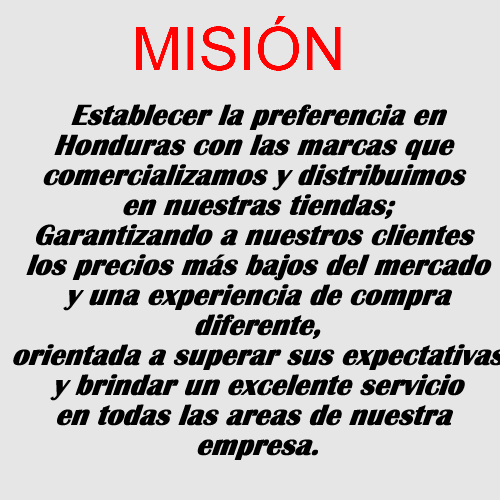 MISIÓN
Establecer la preferencia en
Honduras con las marcas que
comercializamos y distribuimos
en nuestras tiendas;
Garantizando a nuestros clientes
los precios más bajos del mercado
y una experiencia de compra
diferente,
orientada a superar sus expectativas
y brindar un excelente servicio
en todas las areas de nuestra
empresa.